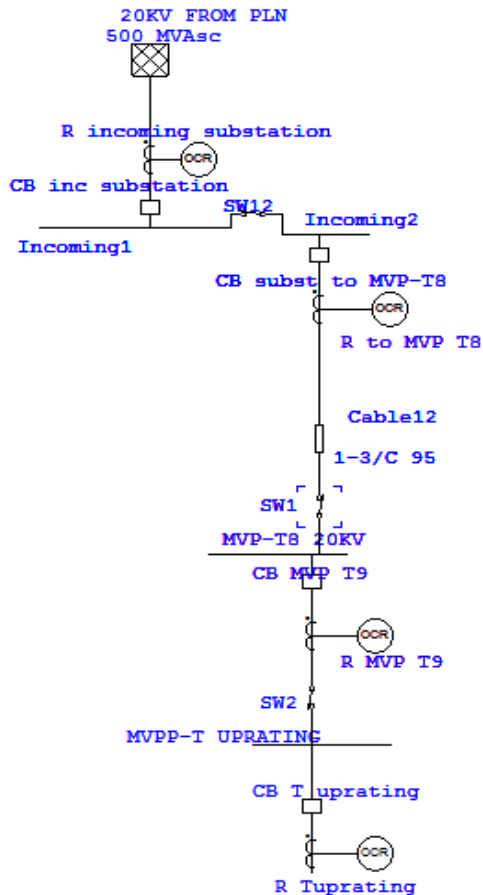 20KV FROM PLN
500 MVAsc
R incoming substation
OCR
CB inc substation
SW12
Incoming2
Incoming1
CB subst to MVP-T8
OCR
R to MVP T8
Cable12
1-3/C 95
SW1
MVP-T8 20KV
CB MVP T9
OCR
R MVP T9
SW2
MVPP-T UPRATING
CB T uprating
OCR
R Tuprating